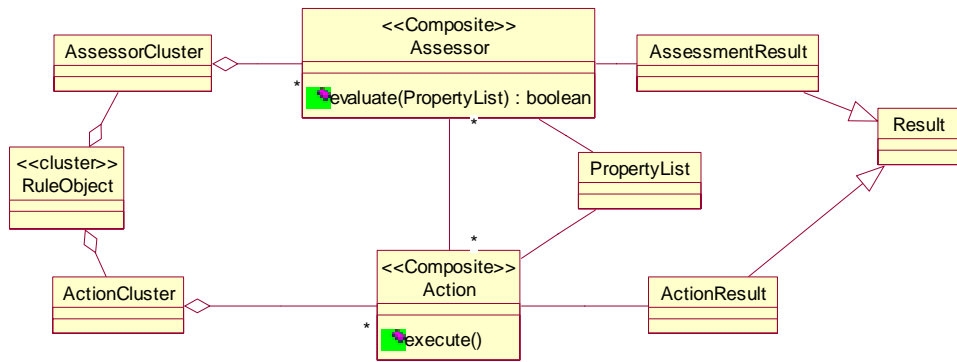 <<Composite>>
Assessor
evaluate(PropertyList) : boolean
AssessorCluster
*
*
AssessmentResult
Result
<<cluster>>
RuleObject
PropertyList
*
<<Composite>>
Action
execute()
ActionCluster
*
ActionResult